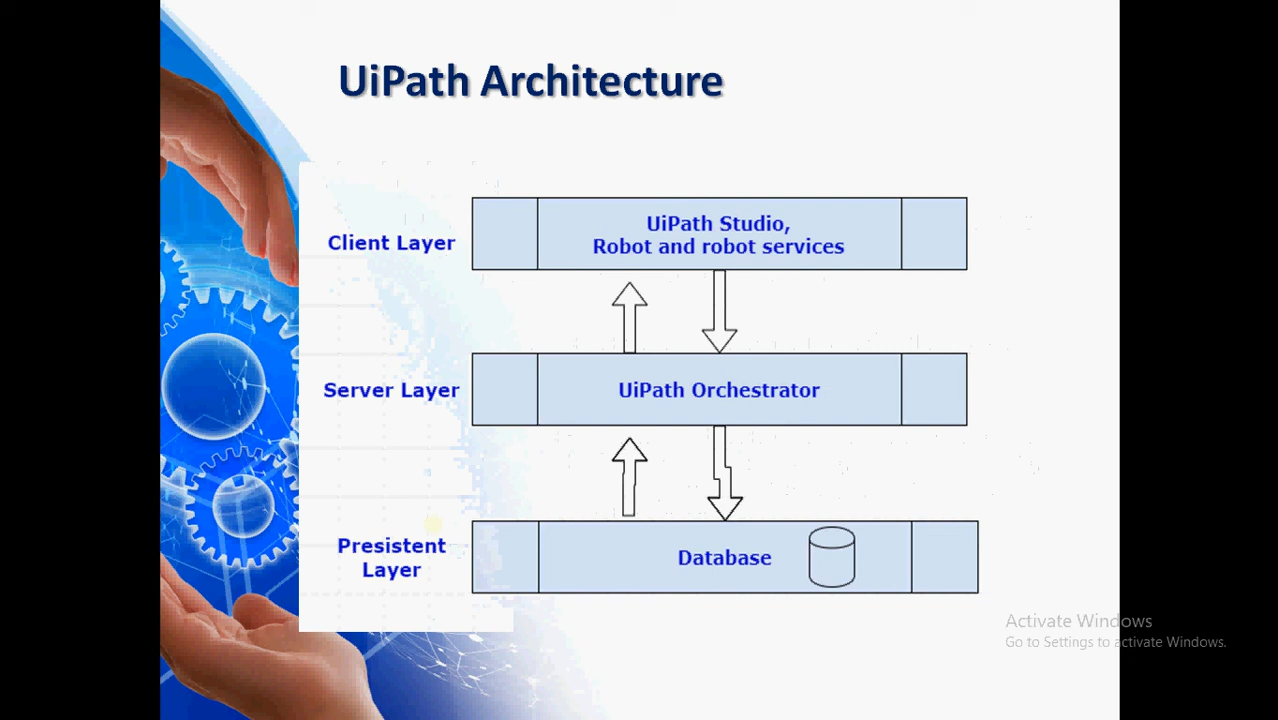 UiPath Architecture
Client Layer
UiPath Studio,
Robot and robot services
Server Layer
UiPath Orchestrator
Presistent
Layer
Database
Activate Windows
Go to Settings to activate Windows.